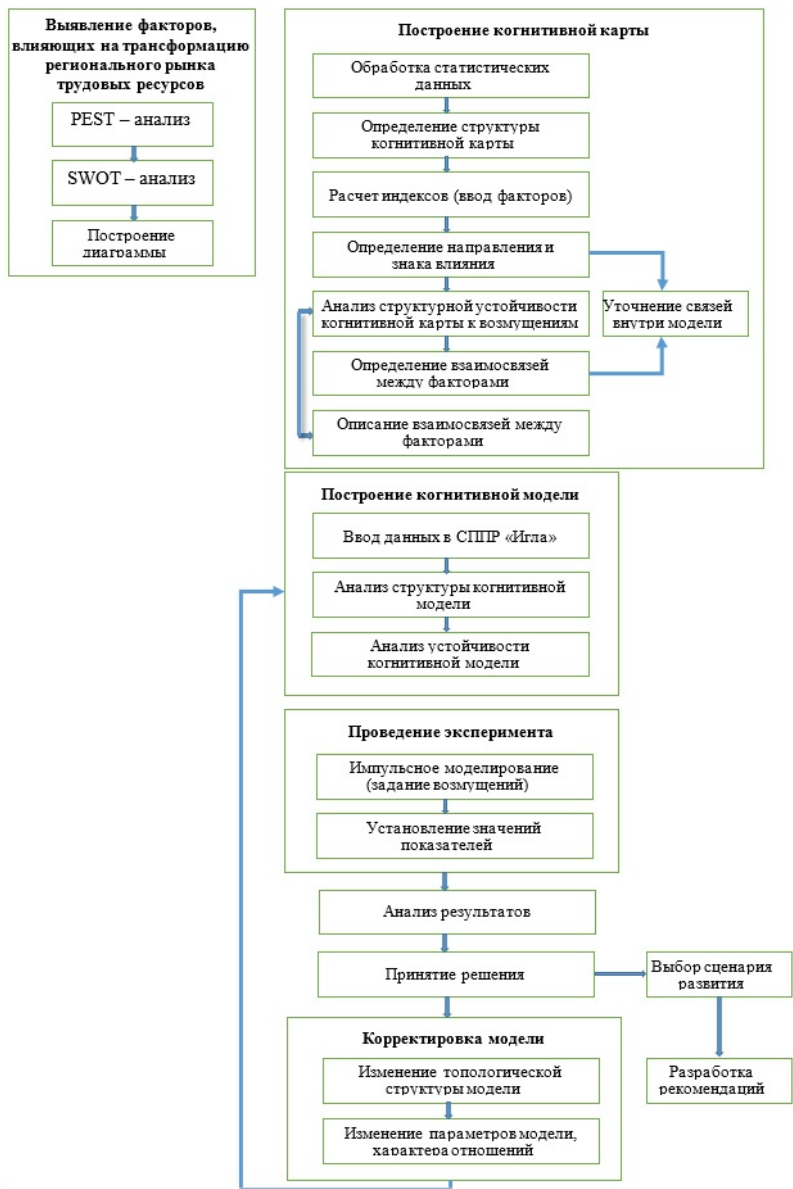 Выявление факторов,
влияющих на трансформацию
регионального рынка
трудовых ресурсов
PEST – анализ
SWOT – анализ
Построение
диаграммы
Построение когнитивной карты
Обработка статистических
данных
Определение структуры
когнитивной карты
Расчет индексов (ввод факторов)
Определение направления и
знака влияния
Анализ структурной устойчивости
когнитивной карты к возмущениям
Уточнение связей
внутри модели
Определение взаимосвязей
между факторами
Описание взаимосвязей между
факторами
Построение когнитивной модели
Ввод данных в СППР «Игла»
Анализ структуры когнитивной
модели
Анализ устойчивости
когнитивной модели
Проведение эксперимента
Импульсное моделирование
(задание возмущений)
Установление значений
показателей
Анализ результатов
Принятие решения
Выбор сценария
развития
Разработка
рекомендаций
Корректировка модели
Изменение топологической
структуры модели
Изменение параметров модели,
характера отношений